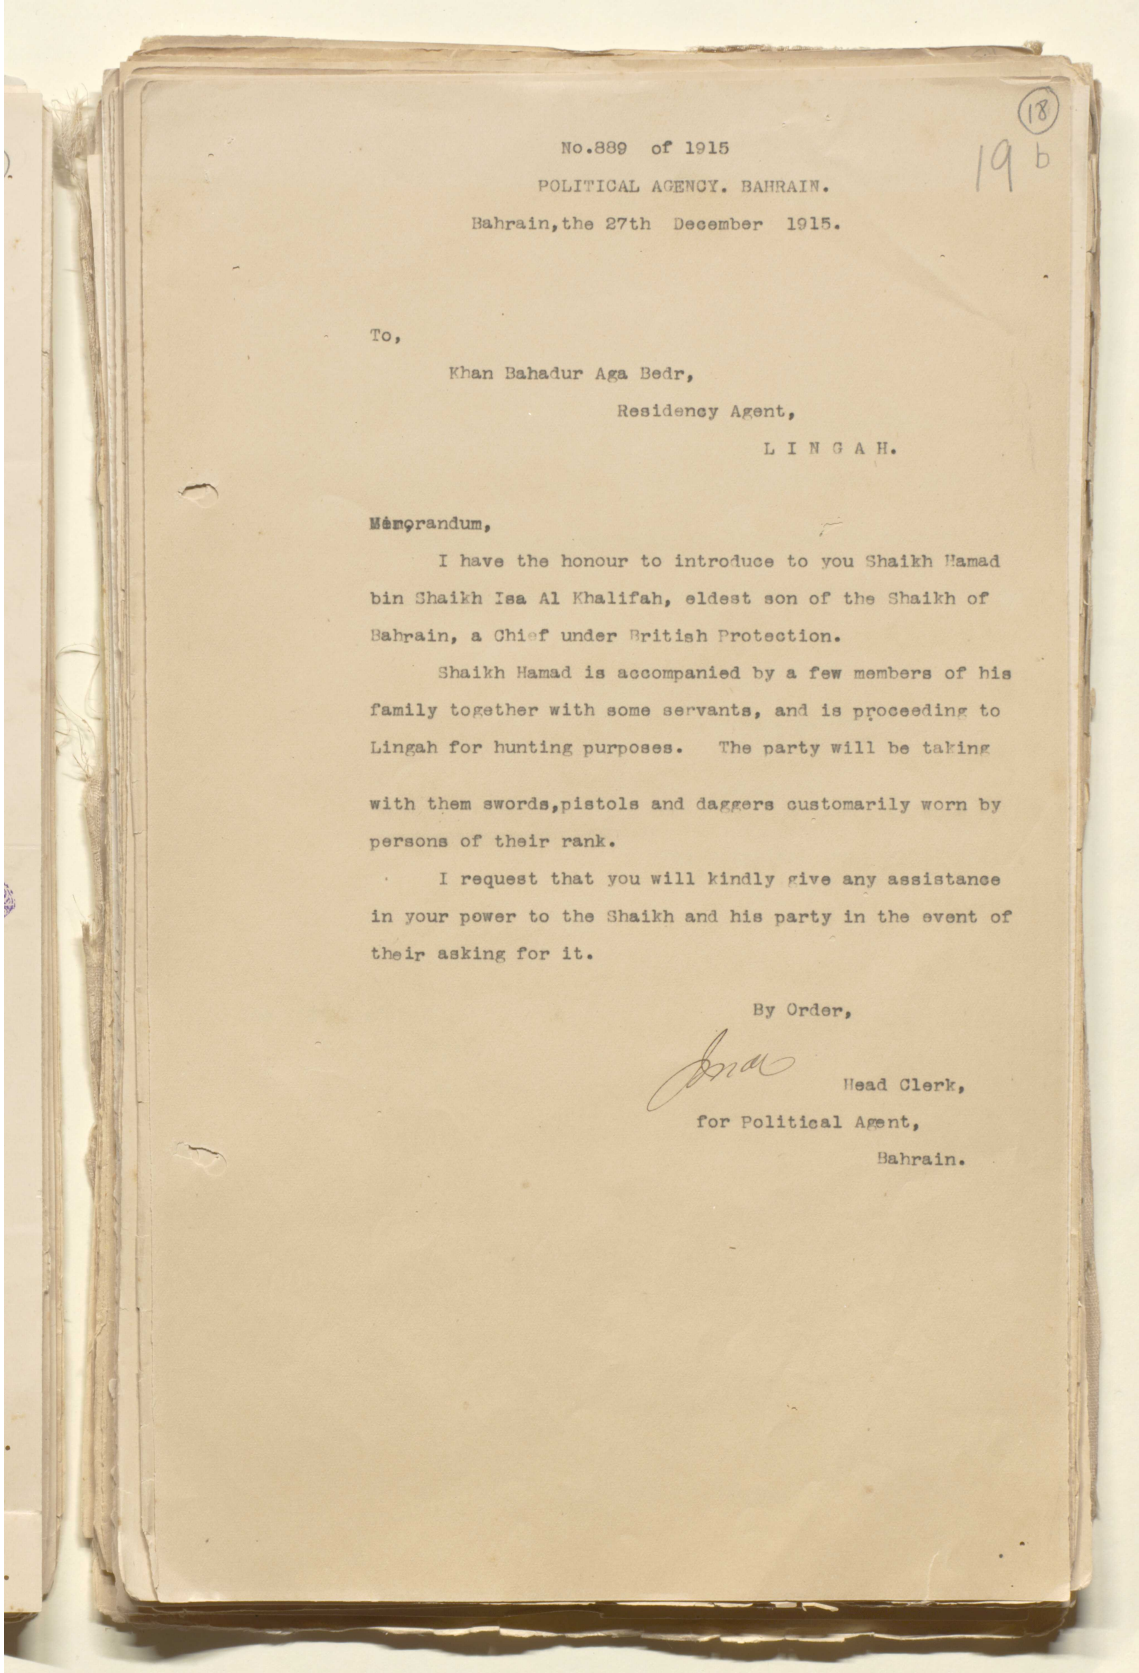 18
19 b
No.889 of 1915
POLITICAL AGENCY. BAHRAIN.
Bahrain,the 27th December 1915.
To,
Khan Bahadur Aga Bedr,
Residency Agent,
L I N G A H.
Memorandum,
I have the honour to introduce to you Shaikh Hamad
bin Shaikh Isa Al Khalifah, eldest son of the Shaikh of
Bahrain, a Chief under British Protection.
Shaikh Hamad is accompanied by a few members of his
family together with some servants, and is proceeding to
Lingah for hunting purposes. The party will be taking
with them swords,pistols and daggers customarily worn by
persons of their rank.
I request that you will kindly give any assistance
in your power to the Shaikh and his party in the event of
their asking for it.
By Order,
Head Clerk,
for Political Agent,
Bahrain.